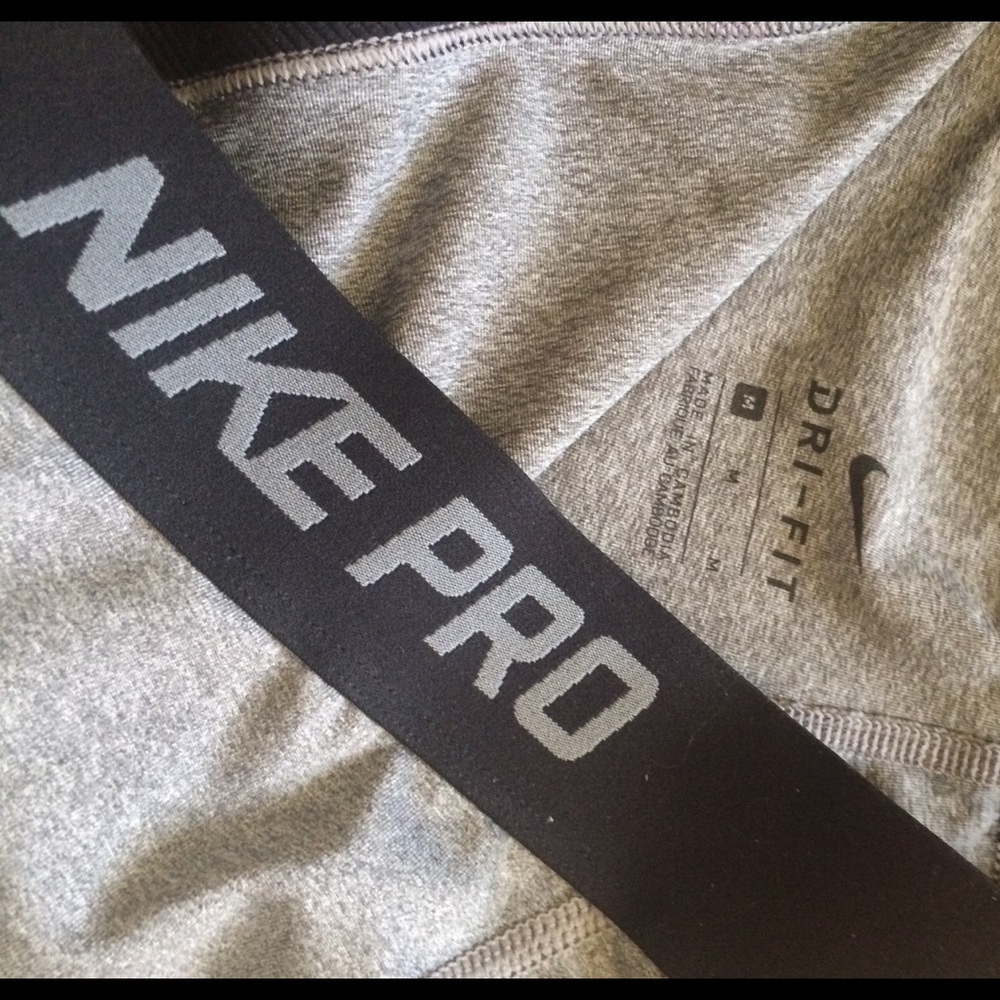 NIKE PRO
DRI-FIT
M
M M
MADE IN CAMBODIA
FABRIQUÉ AU CAMBODGE